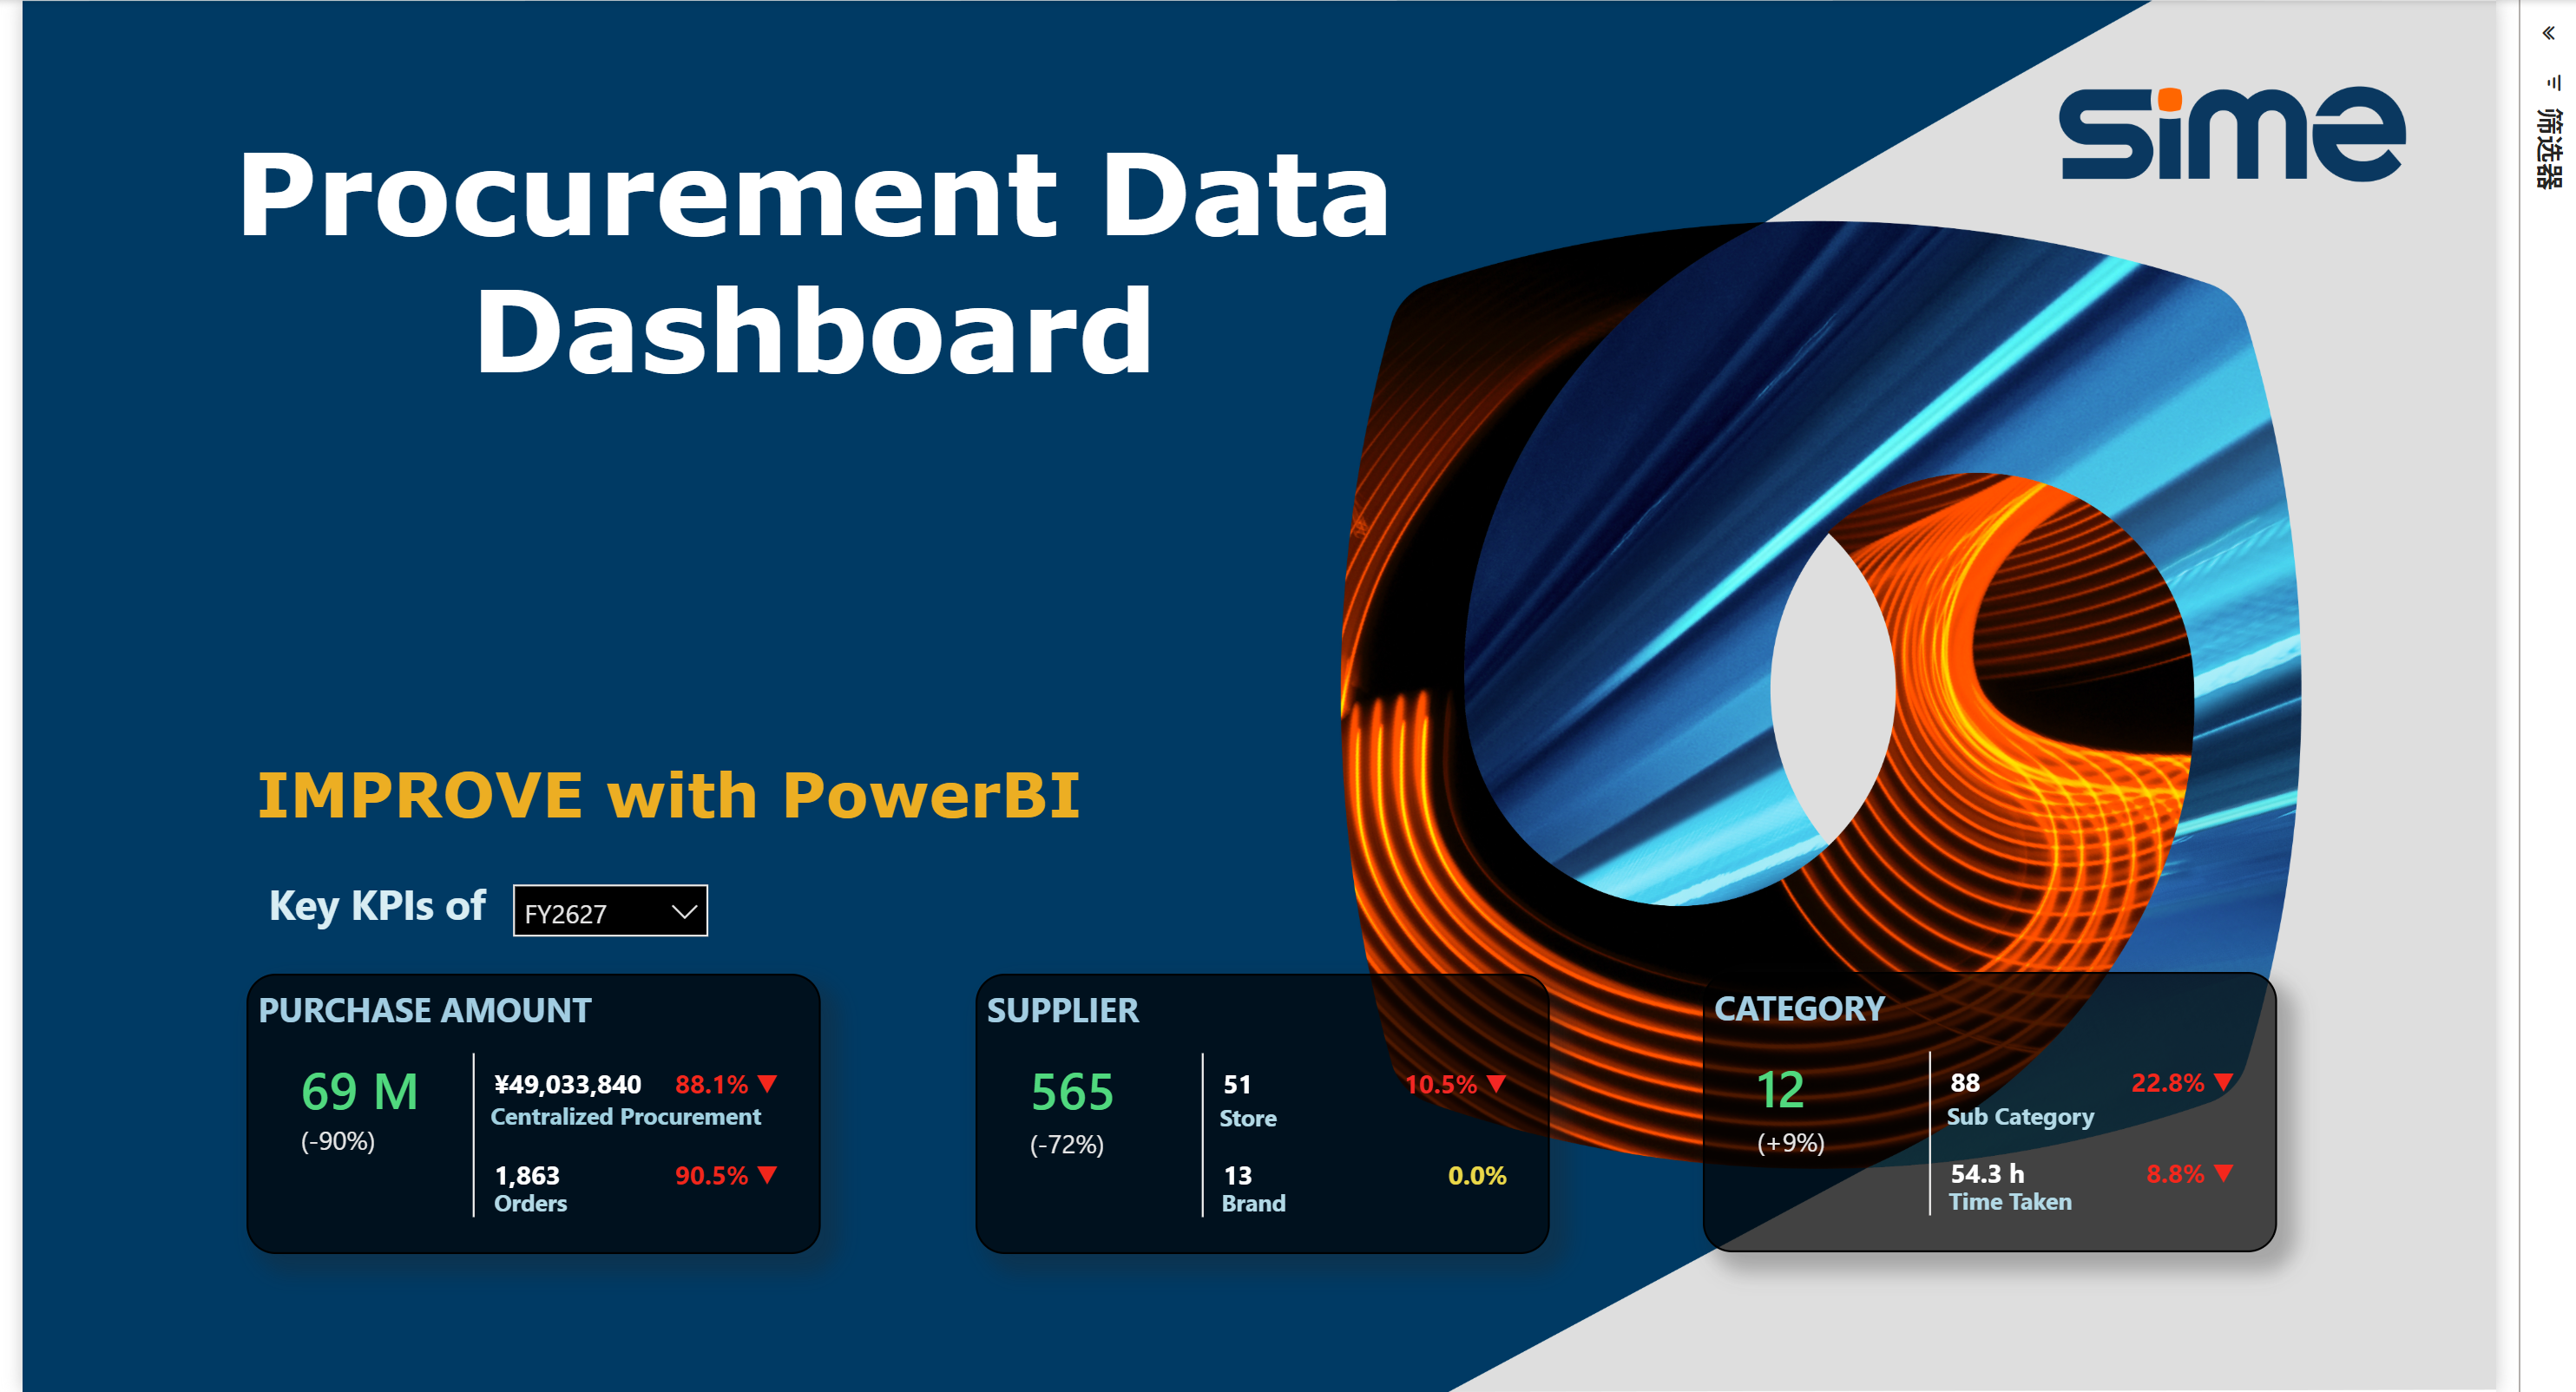 sime
筛选器
Procurement Data
Dashboard
IMPROVE with PowerBI
Key KPIs of FY2627
PURCHASE AMOUNT
69 M
(-90%)
¥49,033,840 88.1% ▼
Centralized Procurement
1,863 90.5% ▼
Orders
SUPPLIER
565
(-72%)
51 10.5% ▼
Store
13 0.0%
Brand
CATEGORY
12
(+9%)
88 22.8% ▼
Sub Category
54.3 h 8.8% ▼
Time Taken